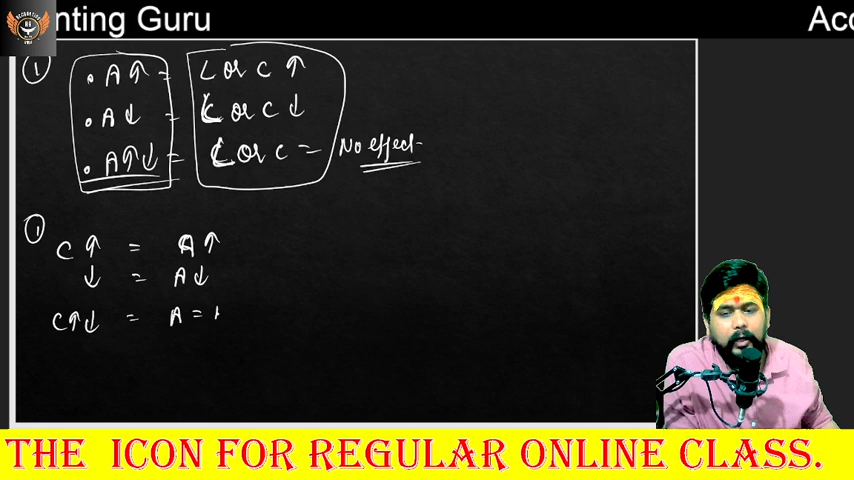 nting Guru
Acc
① • A↑ = L or C ↑
• A↓ = L or C ↓
• A↑↓ = L or C = No effect
① C↑ = A↑
↓ = A↓
C↑↓ = A =
THE ICON FOR REGULAR ONLINE CLASS.